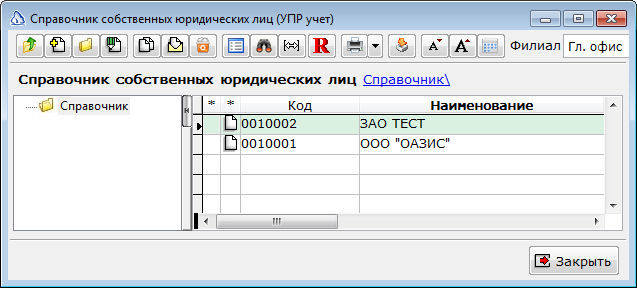 Справочник собственных юридических лиц (УПР учет)
R A A Филиал Гл. офис
Справочник собственных юридических лиц Справочник\
Справочник
* * Код Наименование
0010002 ЗАО ТЕСТ
0010001 ООО "ОАЗИС"
Закрыть